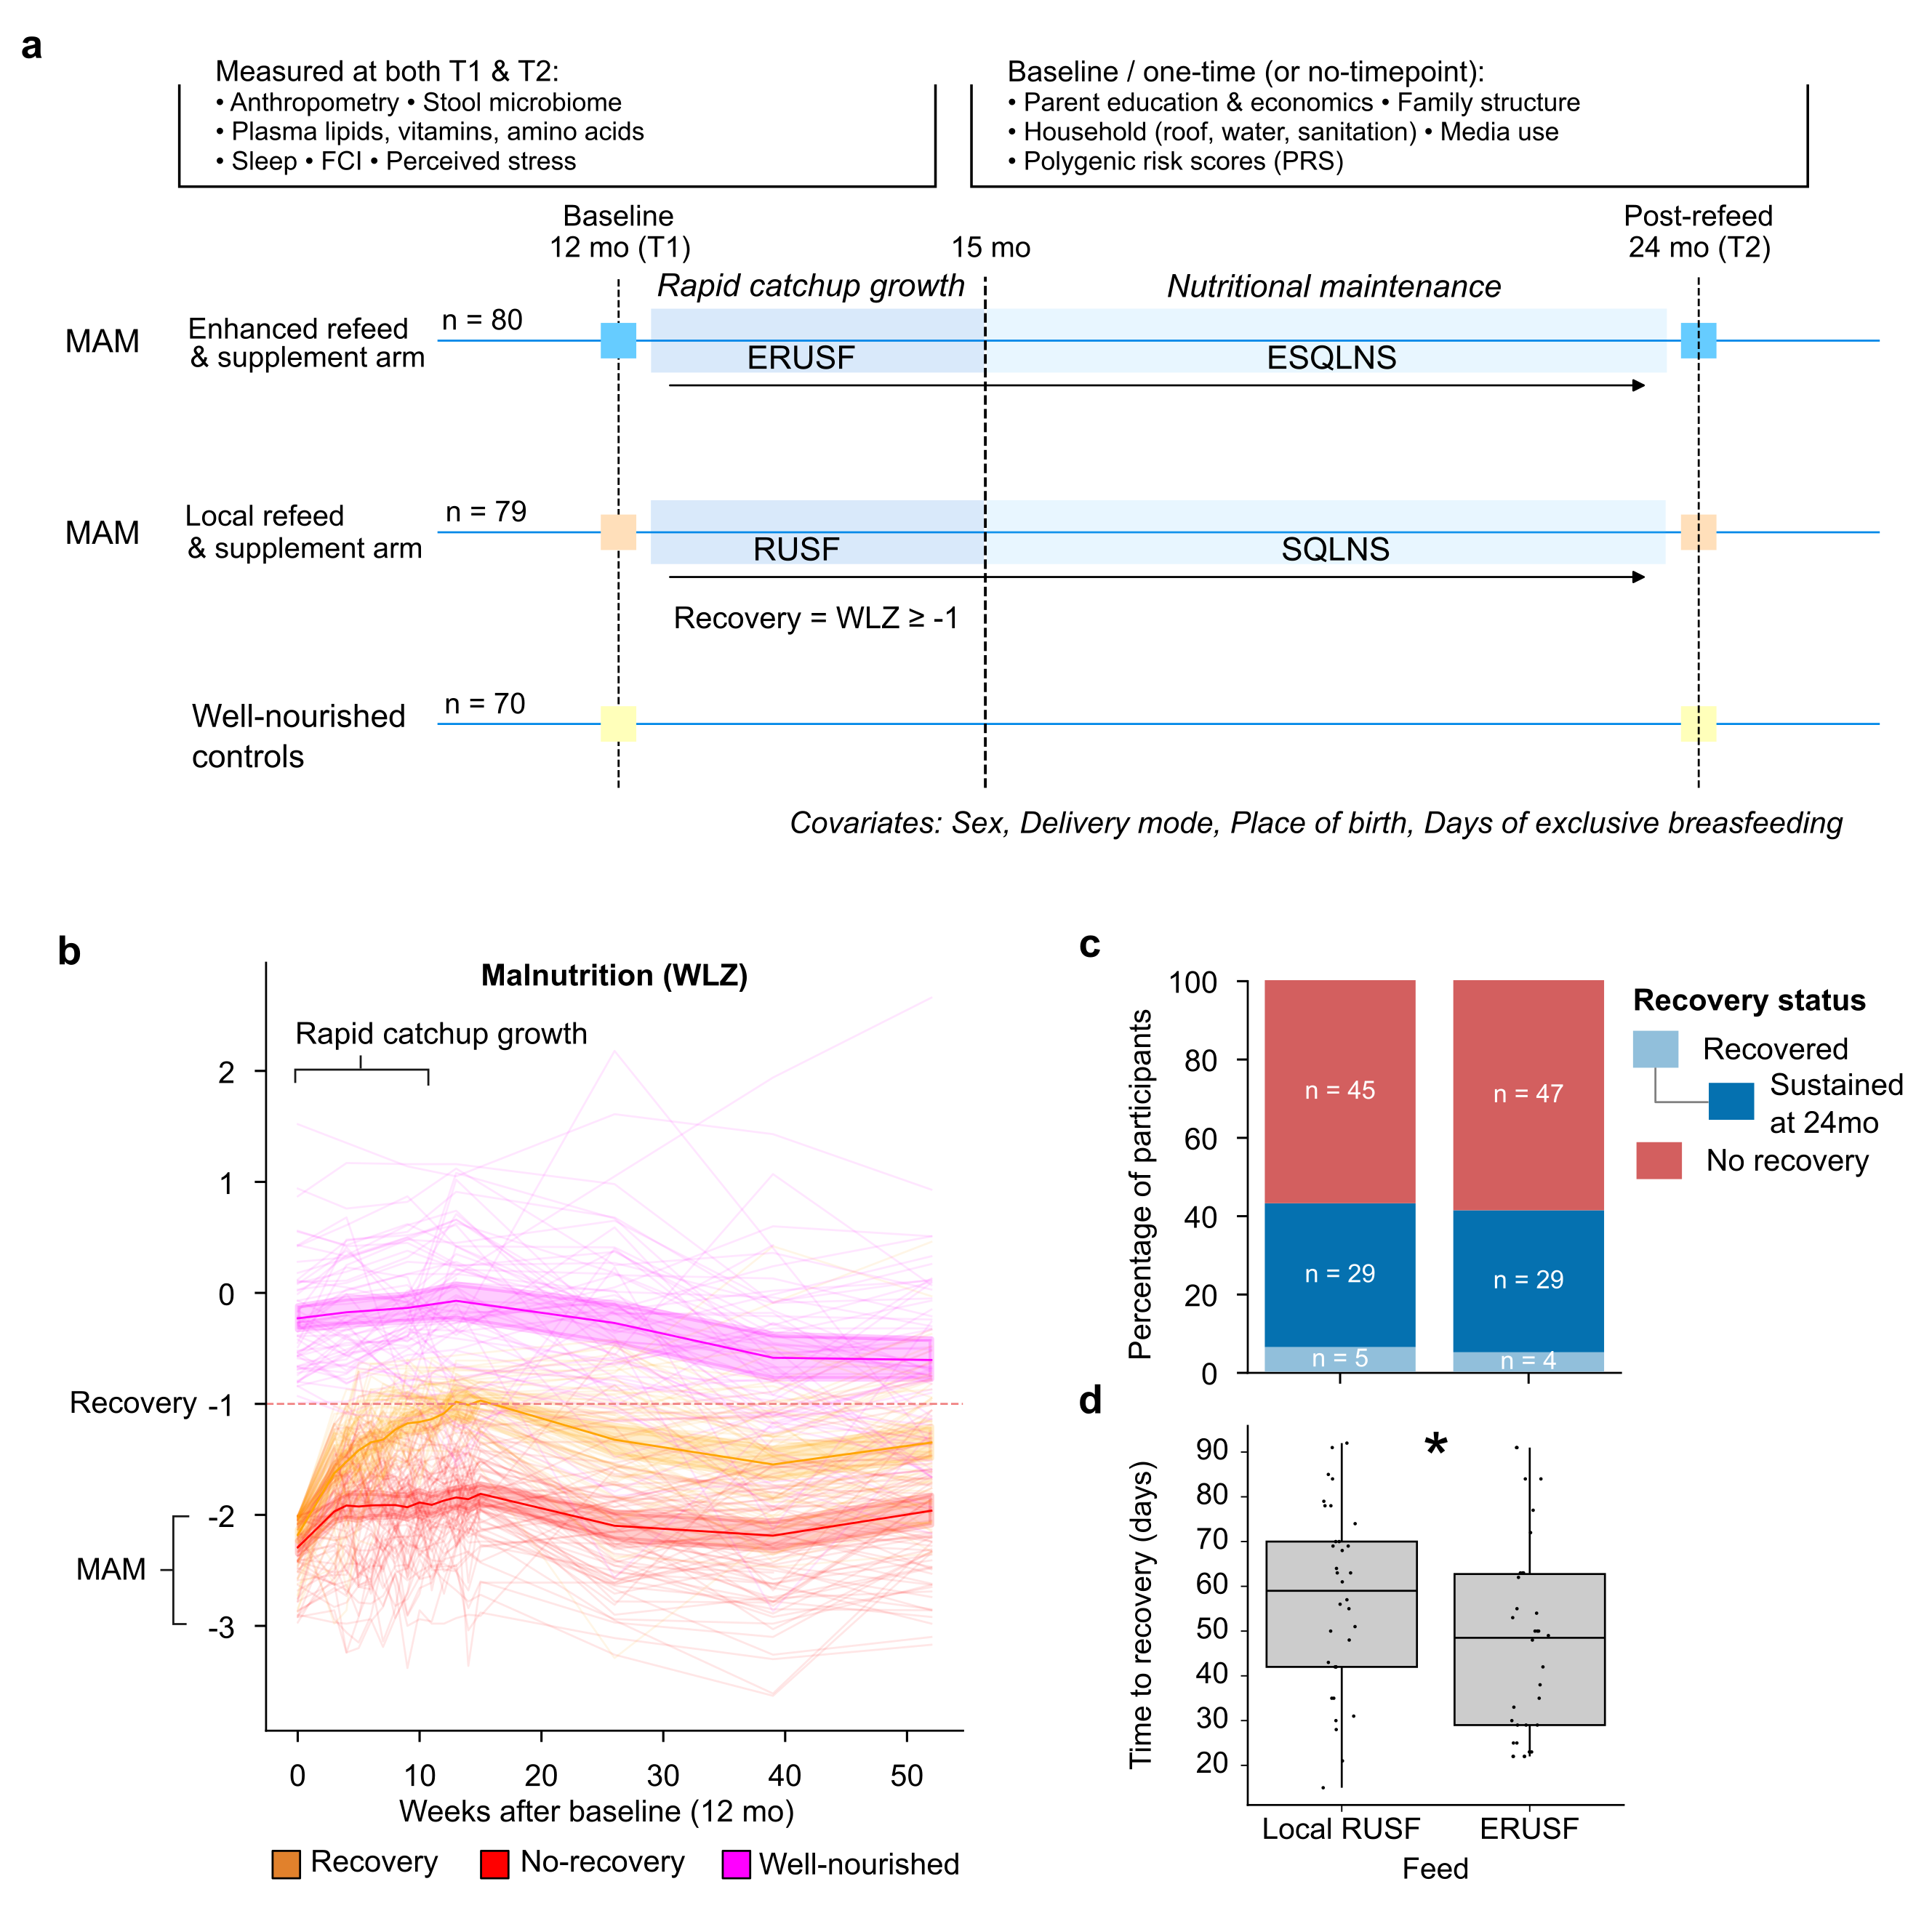 a
Measured at both T1 & T2:
• Anthropometry • Stool microbiome
• Plasma lipids, vitamins, amino acids
• Sleep • FCI • Perceived stress
Baseline / one-time (or no-timepoint):
• Parent education & economics • Family structure
• Household (roof, water, sanitation) • Media use
• Polygenic risk scores (PRS)
Baseline
12 mo (T1)
15 mo
Post-refeed
24 mo (T2)
Rapid catchup growth
Nutritional maintenance
MAM
Enhanced refeed
& supplement arm
n = 80
ERUSF
ESQLNS
MAM
Local refeed
& supplement arm
n = 79
RUSF
SQLNS
Recovery = WLZ ≥ -1
Well-nourished
controls
n = 70
Covariates: Sex, Delivery mode, Place of birth, Days of exclusive breastfeeding
b
Malnutrition (WLZ)
Rapid catchup growth
2
1
0
Recovery -1
-2
MAM
-3
0 10 20 30 40 50
Weeks after baseline (12 mo)
Recovery No-recovery Well-nourished
c
Percentage of participants
100
80
60
40
20
0
n = 45
n = 29
n = 5
n = 47
n = 29
n = 4
Recovery status
Recovered
Sustained
at 24mo
No recovery
d
Time to recovery (days)
90
80
70
60
50
40
30
20
*
Local RUSF ERUSF
Feed